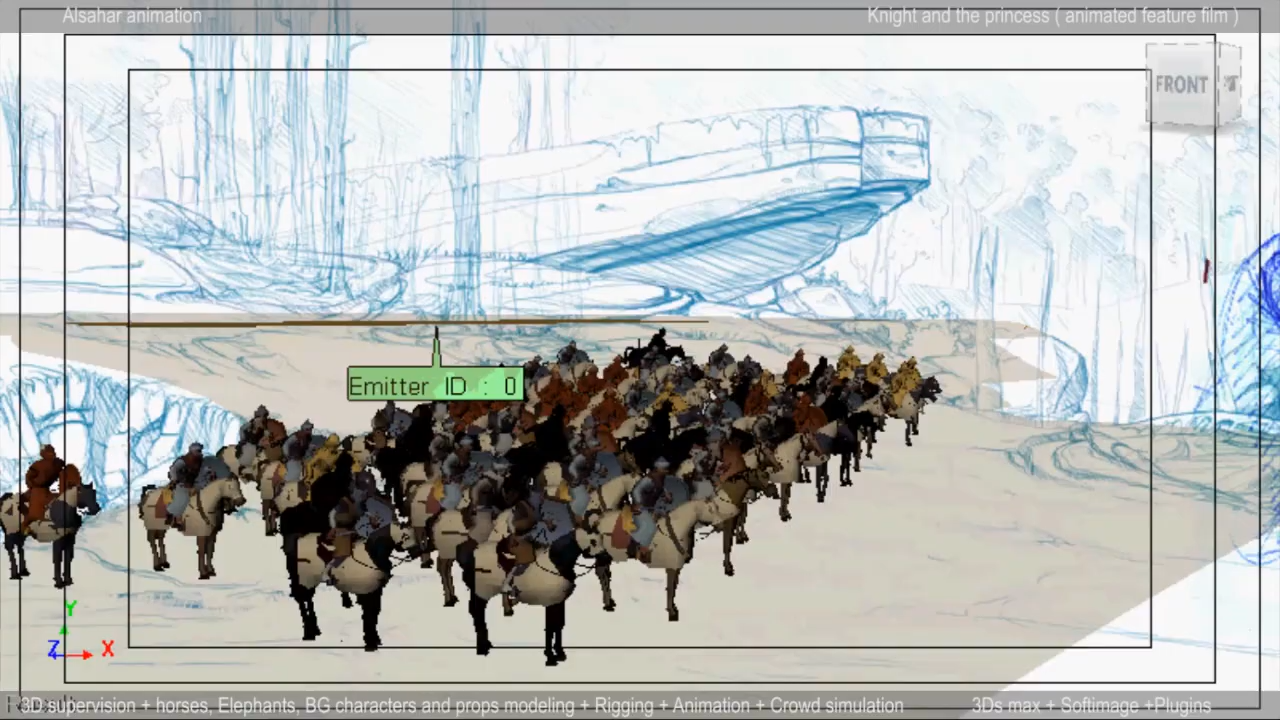 Alsahar animation
Knight and the princess ( animated feature film )
FRONT
Emitter ID : 0
Y
Z X
3D supervision + horses, Elephants, BG characters and props modeling + Rigging + Animation + Crowd simulation
3Ds max + Softimage +Plugins